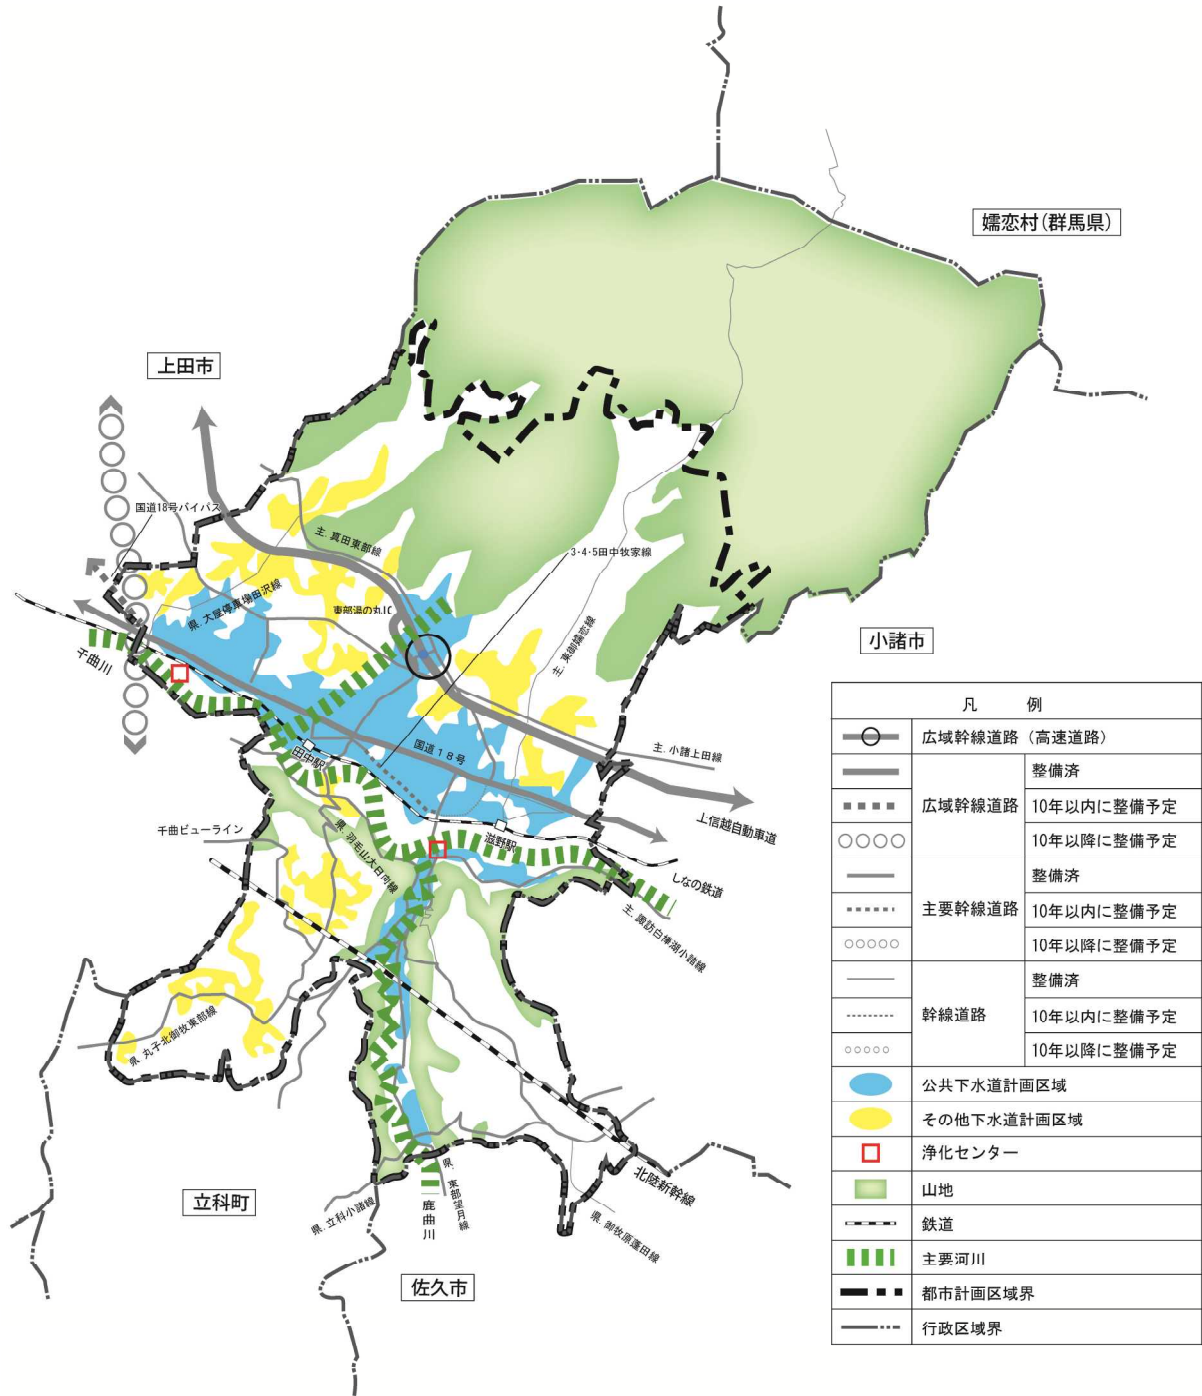 嬬恋村(群馬県)
上田市
国道18号バイパス
主.真田東部線
3・4・5田中牧家線
県.大屋停車場田沢線
東部湯の丸IC
主.東御嬬恋線
小諸市
千曲川
田中駅
国道18号
主.小諸上田線
上信越自動車道
千曲ビューライン
県.羽毛山大日向線
滋野駅
しなの鉄道
主.諏訪白樺湖小諸線
県.丸子北御牧東部線
北陸新幹線
立科町
県.立科小諸線
鹿曲川
県.東部望月線
県.御牧原蓬田線
佐久市
凡 例
広域幹線道路(高速道路)
広域幹線道路
整備済
10年以内に整備予定
10年以降に整備予定
主要幹線道路
整備済
10年以内に整備予定
10年以降に整備予定
幹線道路
整備済
10年以内に整備予定
10年以降に整備予定
公共下水道計画区域
その他下水道計画区域
浄化センター
山地
鉄道
主要河川
都市計画区域界
行政区域界